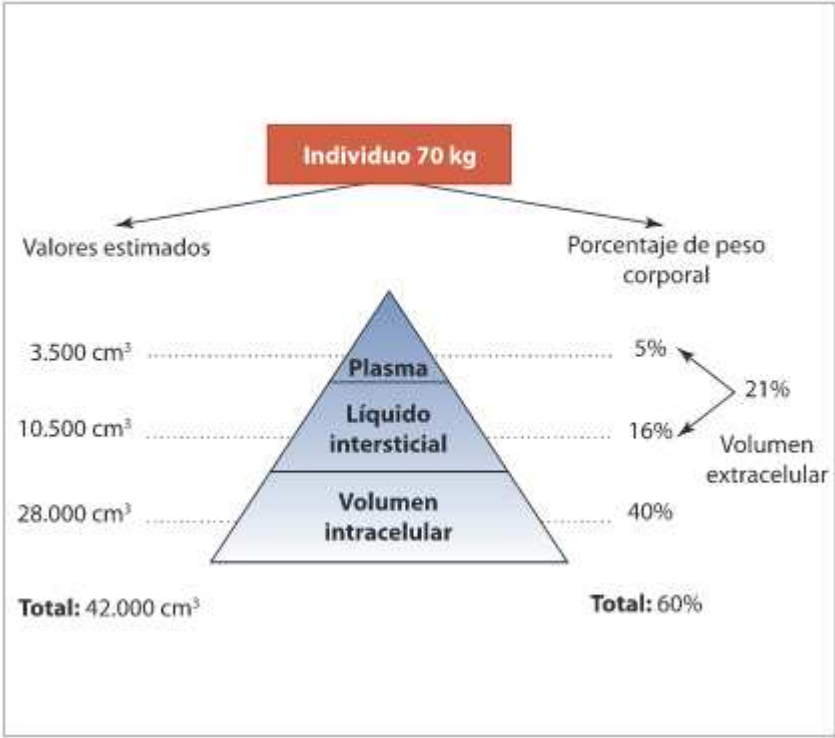 Individuo 70 kg
Valores estimados
Porcentaje de peso
corporal
3.500 cm³
Plasma
5%
21%
10.500 cm³
Líquido
intersticial
16%
Volumen
extracelular
28.000 cm³
Volumen
intracelular
40%
Total: 42.000 cm³
Total: 60%